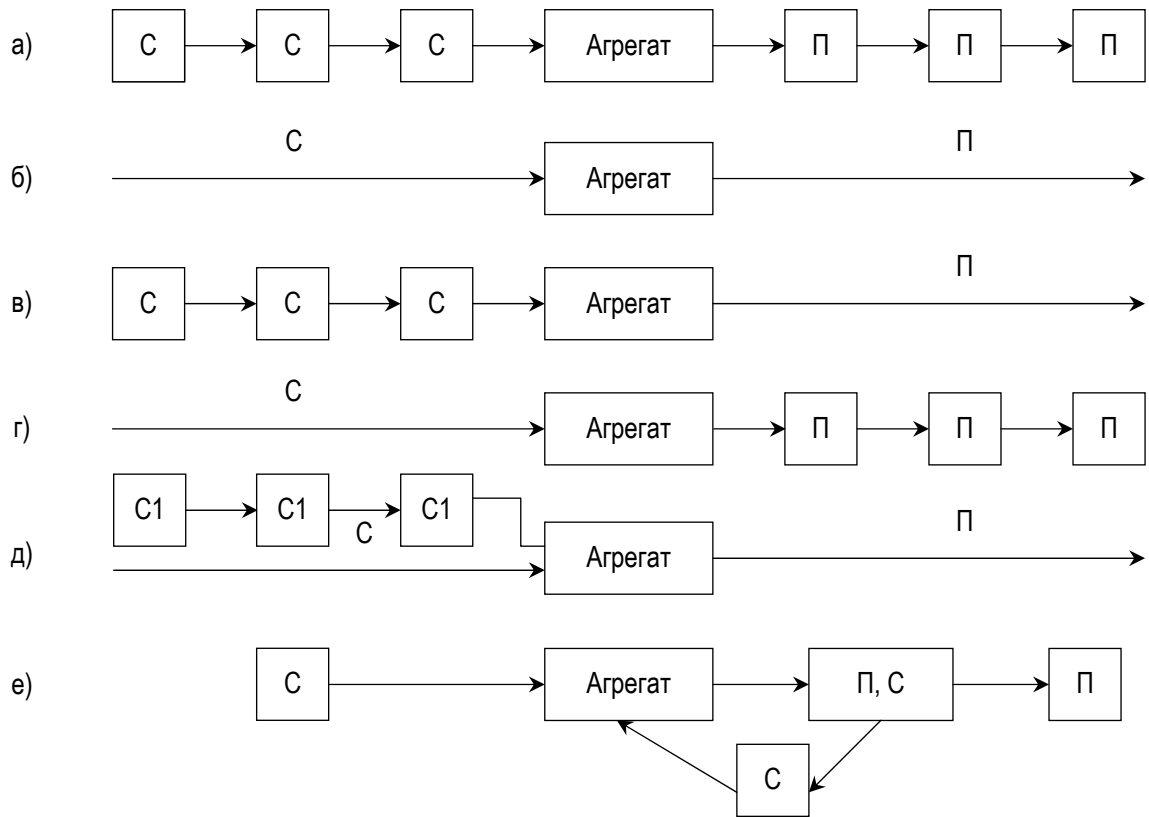 а) С С С Агрегат П П П
С П
б) Агрегат
П
в) С С С Агрегат
С
г) Агрегат П П П
С1 С1 С1
С П
д) Агрегат
е) С Агрегат П, С П
С